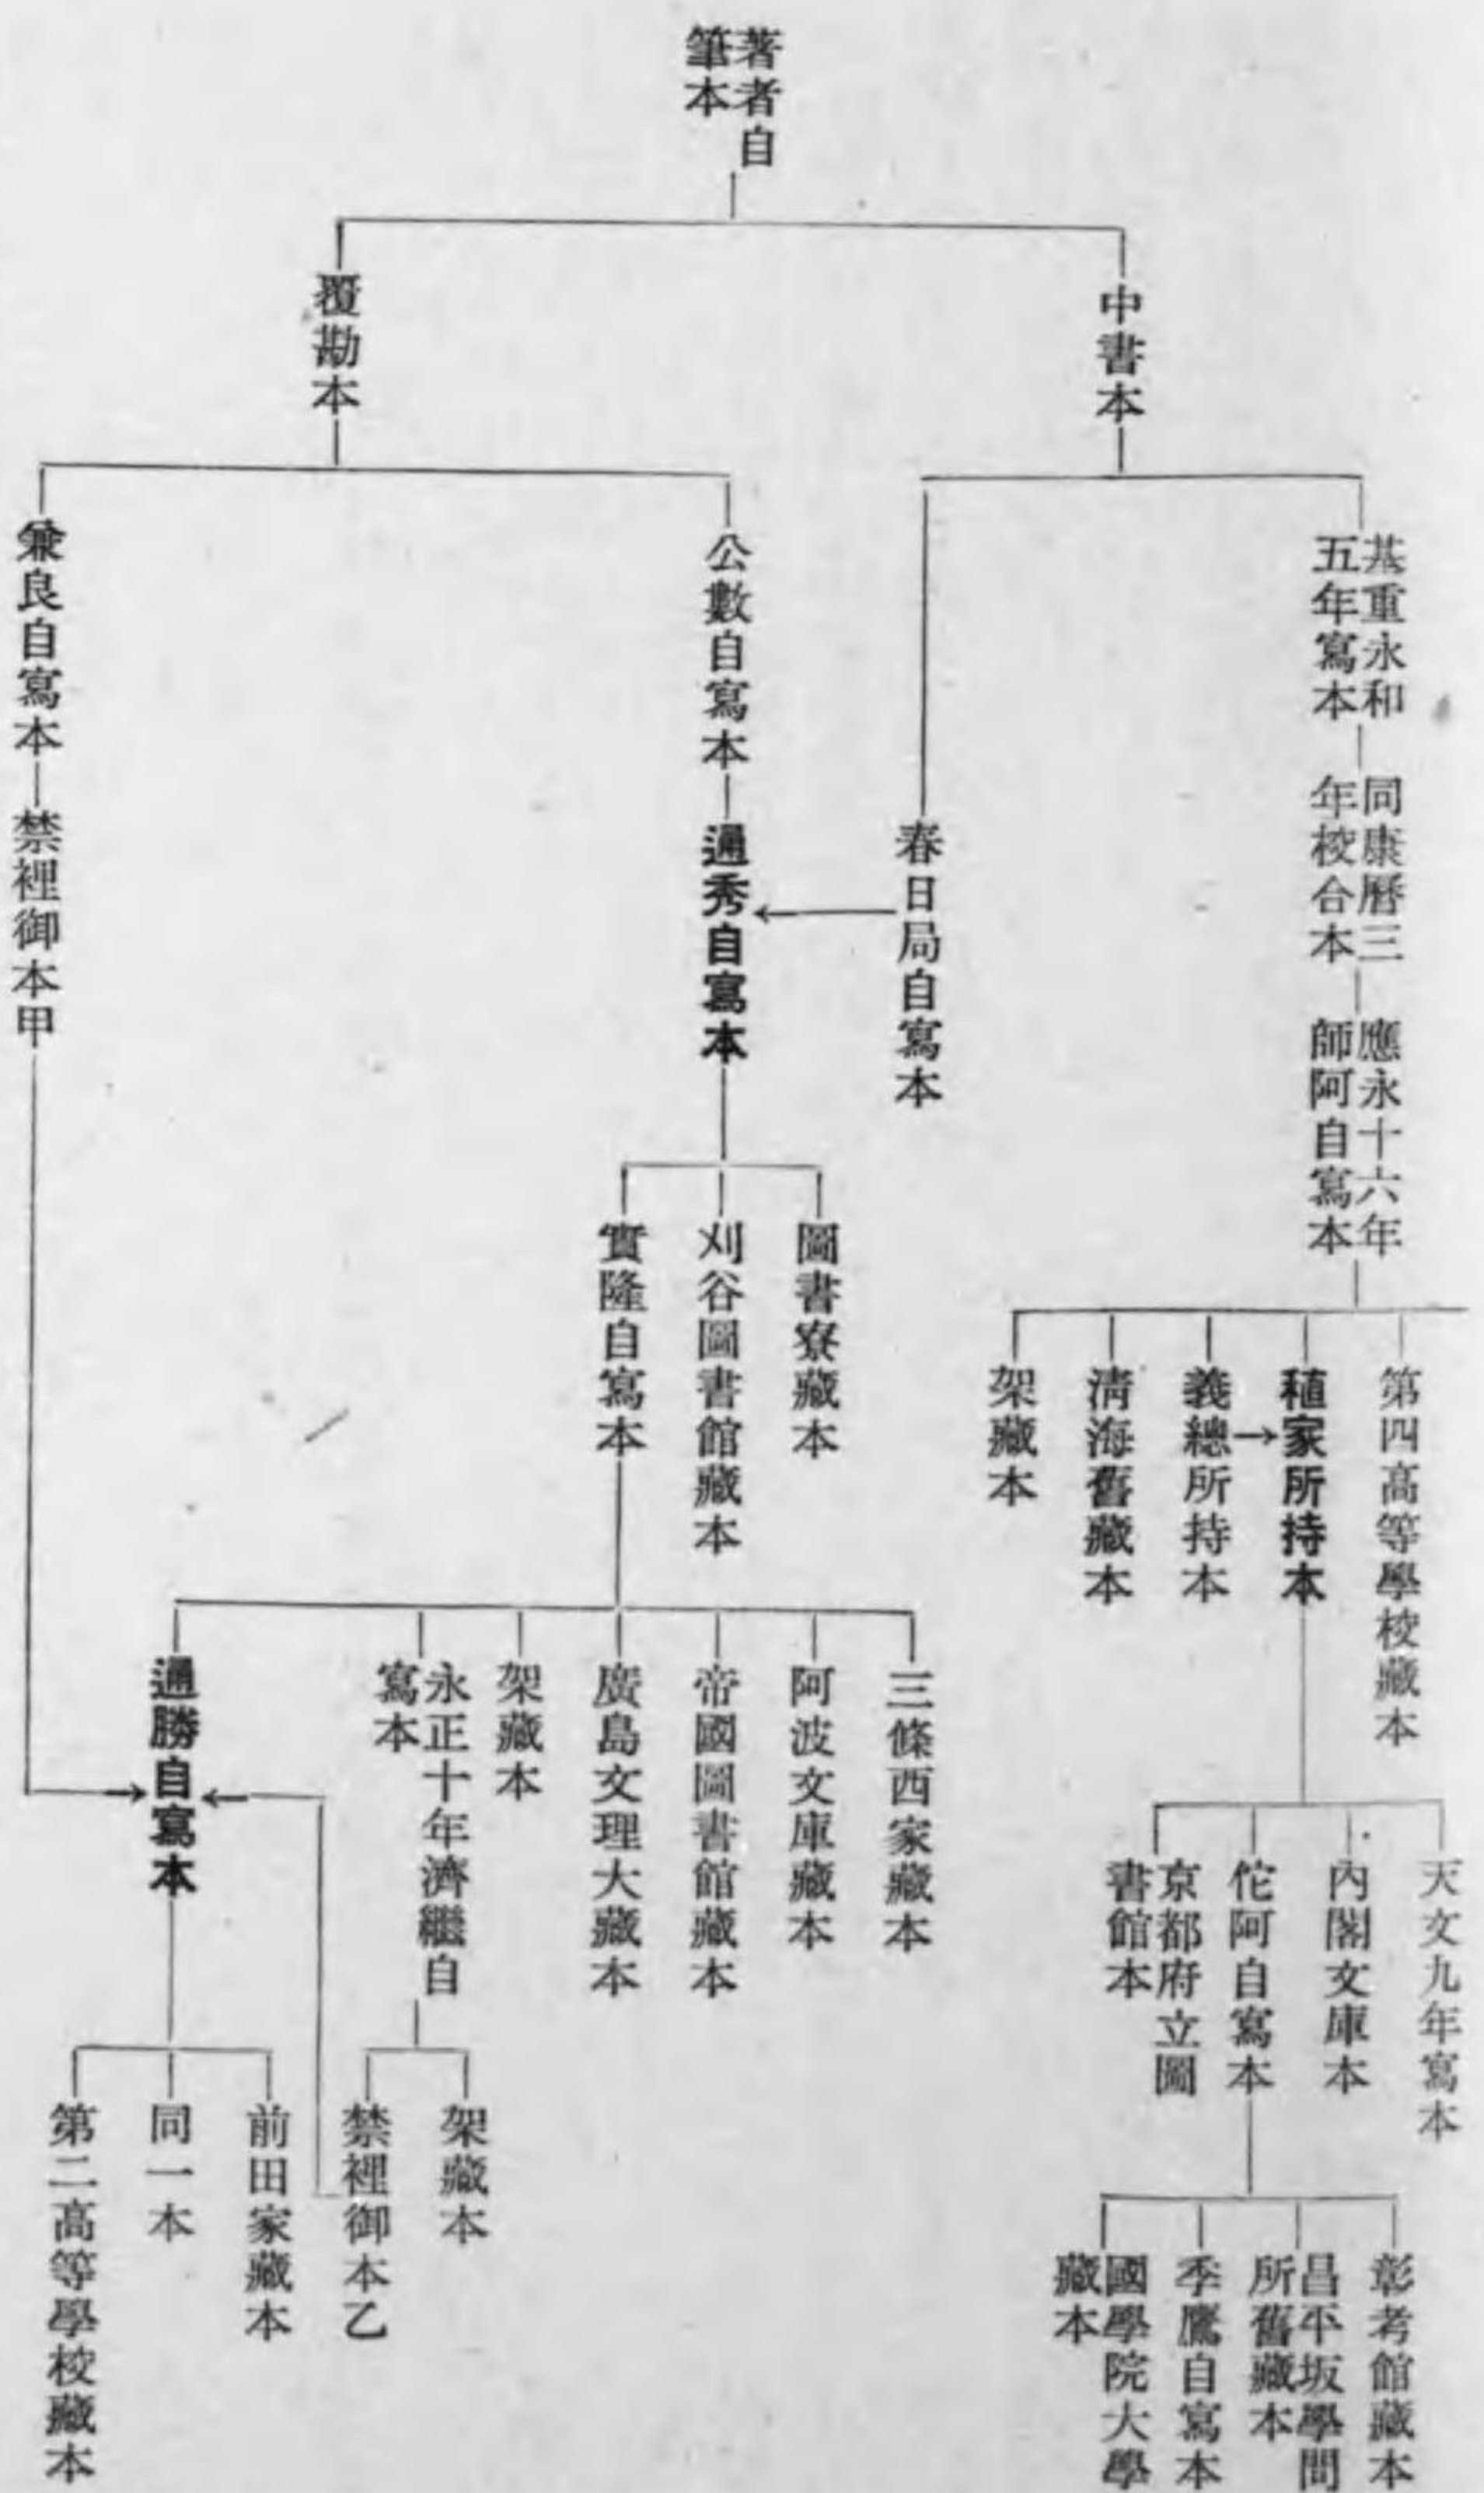 著者自
筆本
中書本
覆勘本
基重永和
五年寫本
同康曆三
年校合本
應永十六年
師阿自寫本
春日局自寫本
公數自寫本
通秀自寫本
兼良自寫本
禁裡御本甲
第四高等學校藏本
稙家所持本
義總所持本
淸海舊藏本
架藏本
圖書寮藏本
刈谷圖書館藏本
實隆自寫本
天文九年寫本
內閣文庫本
佗阿自寫本
京都府立圖
書館本
三條西家藏本
阿波文庫藏本
帝國圖書館藏本
廣島文理大藏本
架藏本
永正十年濟繼自
寫本
通勝自寫本
彰考館藏本
昌平坂學問
所舊藏本
季鷹自寫本
國學院大學
藏本
架藏本
禁裡御本乙
前田家藏本
同一本
第二高等學校藏本